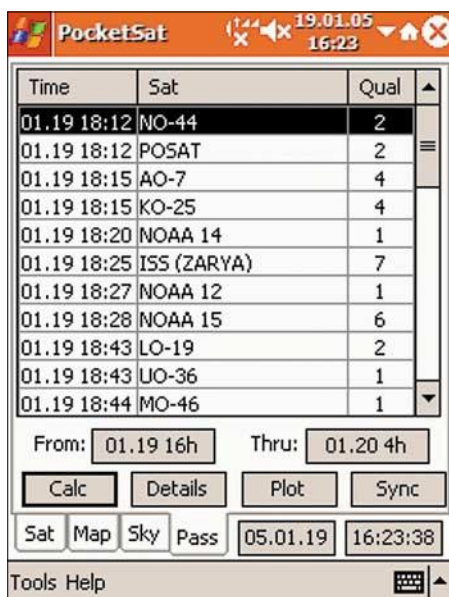 PocketSat 19.01.05
16:23
Time Sat Qual
01.19 18:12 NO-44 2
01.19 18:12 POSAT 2
01.19 18:15 AO-7 4
01.19 18:15 KO-25 4
01.19 18:20 NOAA 14 1
01.19 18:25 ISS (ZARYA) 7
01.19 18:27 NOAA 12 1
01.19 18:28 NOAA 15 6
01.19 18:43 LO-19 2
01.19 18:43 UO-36 1
01.19 18:44 MO-46 1
From: 01.19 16h Thru: 01.20 4h
Calc Details Plot Sync
Sat Map Sky Pass 05.01.19 16:23:38
Tools Help